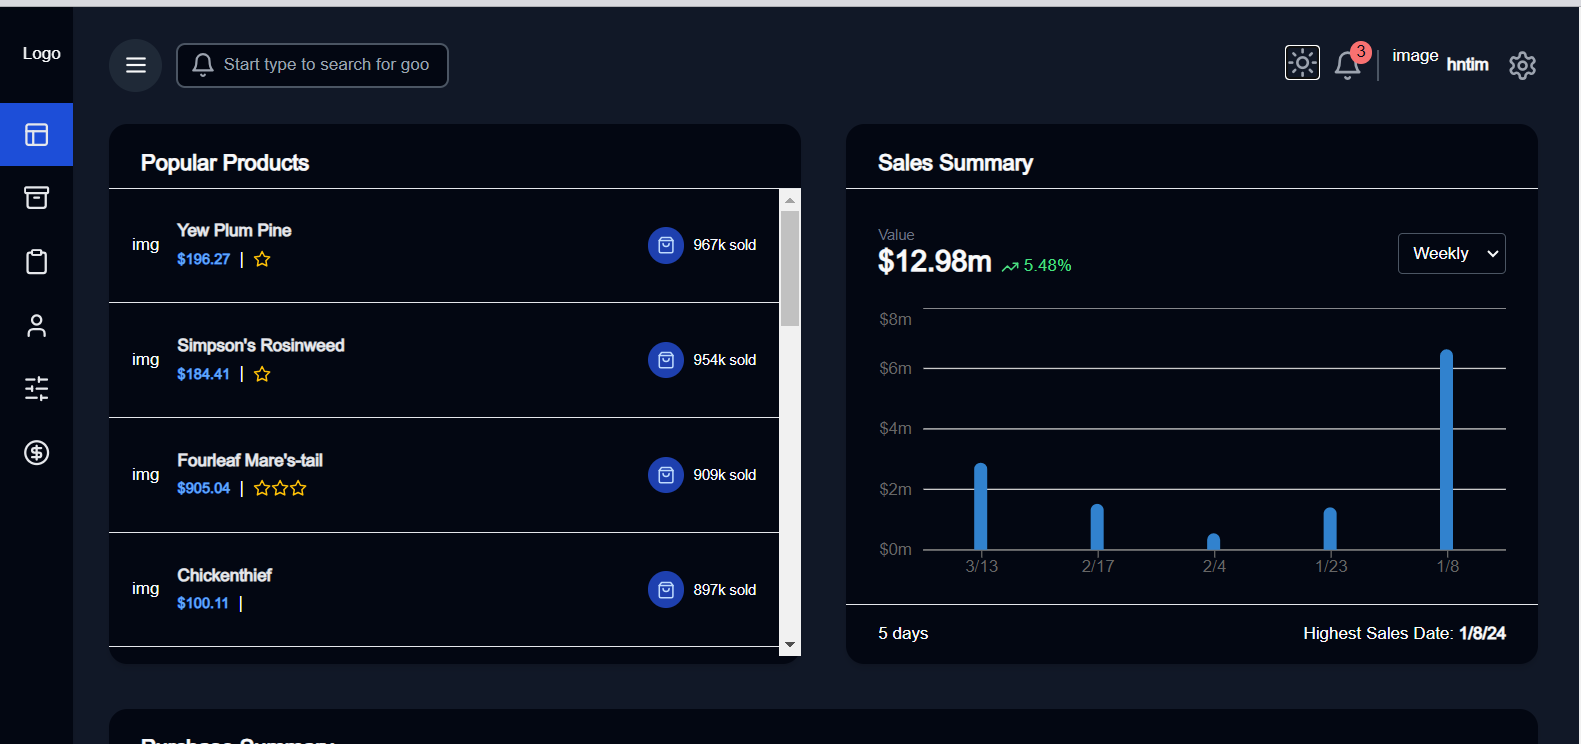 Logo
Start type to search for goo
3
image
hntim
Popular Products
img
Yew Plum Pine
$196.27 |
967k sold
img
Simpson's Rosinweed
$184.41 |
954k sold
img
Fourleaf Mare's-tail
$905.04 |
909k sold
img
Chickenthief
$100.11 |
897k sold
Sales Summary
Value
$12.98m
5.48%
Weekly
$8m
$6m
$4m
$2m
$0m
3/13
2/17
2/4
1/23
1/8
5 days
Highest Sales Date: 1/8/24
Purchase Summary